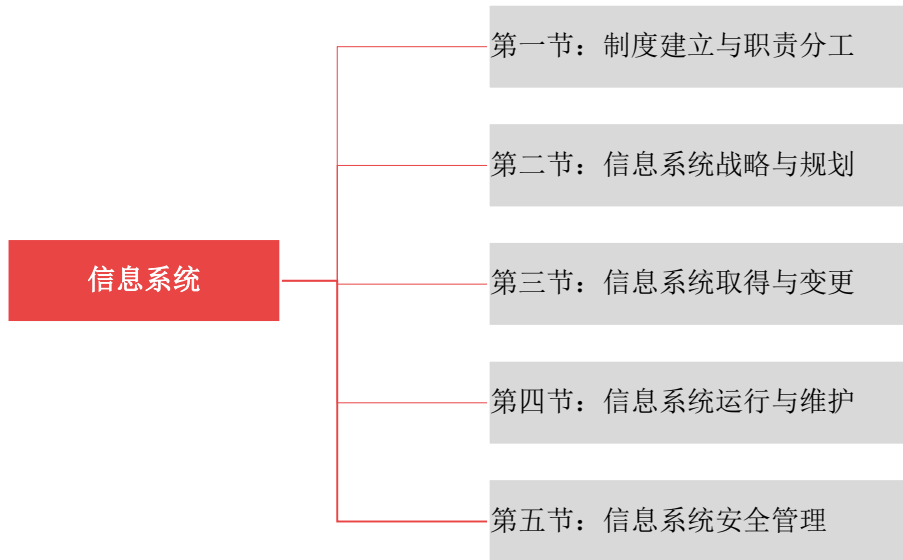 第一节：制度建立与职责分工
第二节：信息系统战略与规划
信息系统
第三节：信息系统取得与变更
第四节：信息系统运行与维护
第五节：信息系统安全管理